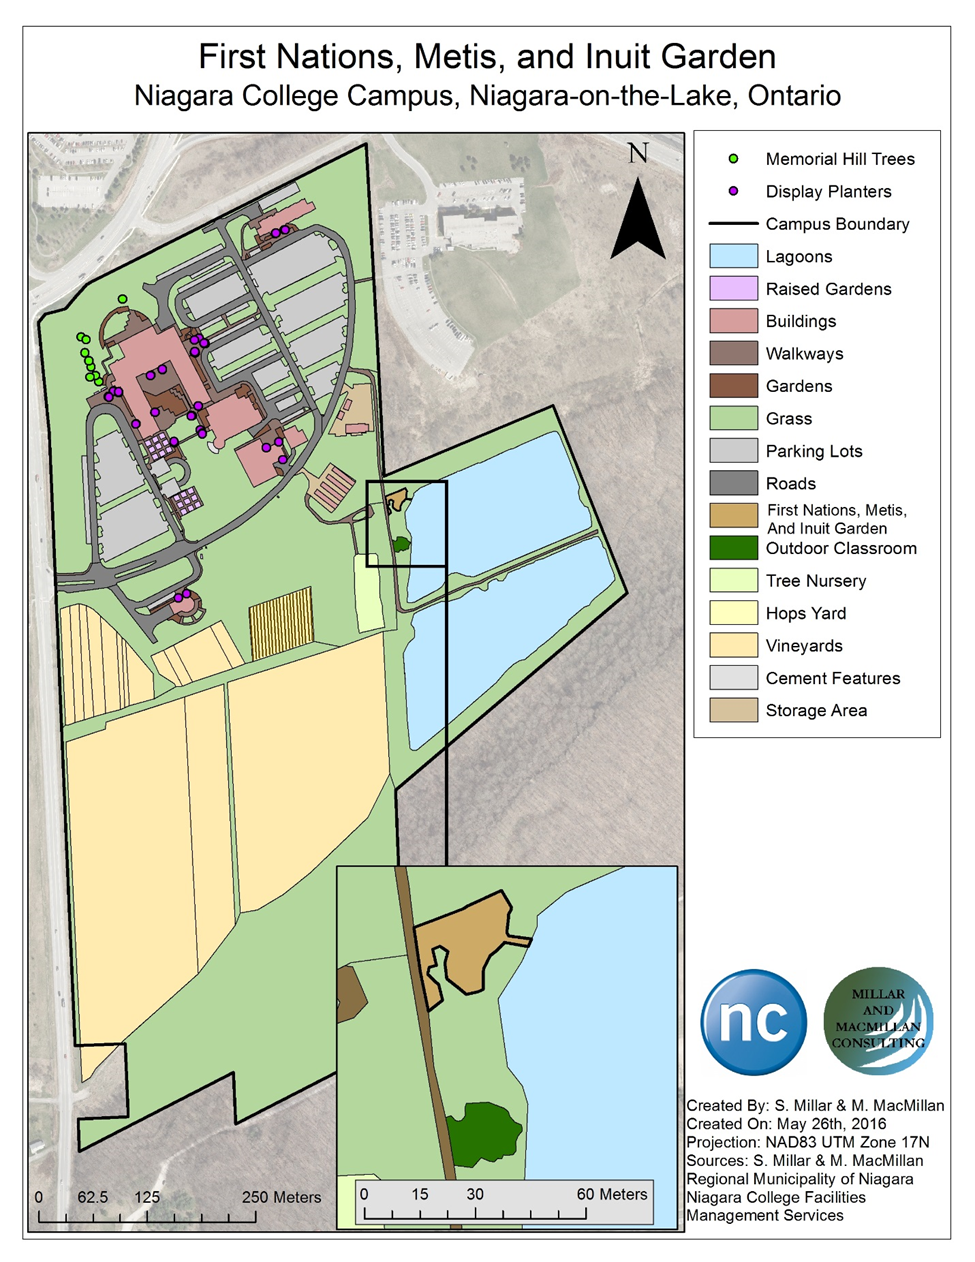 First Nations, Metis, and Inuit Garden
Niagara College Campus, Niagara-on-the-Lake, Ontario
N
Memorial Hill Trees
Display Planters
Campus Boundary
Lagoons
Raised Gardens
Buildings
Walkways
Gardens
Grass
Parking Lots
Roads
First Nations, Metis,
And Inuit Garden
Outdoor Classroom
Tree Nursery
Hops Yard
Vineyards
Cement Features
Storage Area
nc
MILLAR
AND
MACMILLAN
CONSULTING
Created By: S. Millar & M. MacMillan
Created On: May 26th, 2016
Projection: NAD83 UTM Zone 17N
Sources: S. Millar & M. MacMillan
Regional Municipality of Niagara
Niagara College Facilities
Management Services
0 62.5 125 250 Meters
0 15 30 60 Meters